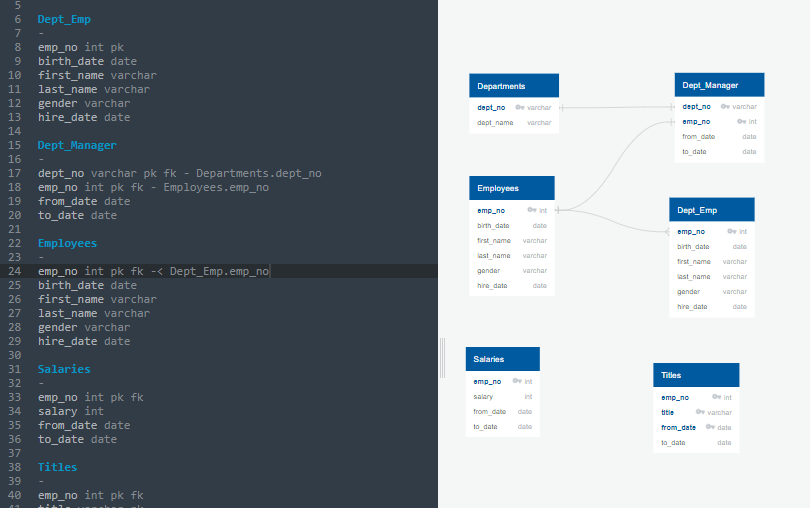 5
6 Dept_Emp
7 -
8 emp_no int pk
9 birth_date date
10 first_name varchar
11 last_name varchar
12 gender varchar
13 hire_date date
14
15 Dept_Manager
16 -
17 dept_no varchar pk fk - Departments.dept_no
18 emp_no int pk fk - Employees.emp_no
19 from_date date
20 to_date date
21
22 Employees
23 -
24 emp_no int pk fk -< Dept_Emp.emp_no
25 birth_date date
26 first_name varchar
27 last_name varchar
28 gender varchar
29 hire_date date
30
31 Salaries
32 -
33 emp_no int pk fk
34 salary int
35 from_date date
36 to_date date
37
38 Titles
39 -
40 emp_no int pk fk
41 title varchar pk
Departments
dept_no varchar
dept_name varchar
Dept_Manager
dept_no varchar
emp_no int
from_date date
to_date date
Employees
emp_no int
birth_date date
first_name varchar
last_name varchar
gender varchar
hire_date date
Dept_Emp
emp_no int
birth_date date
first_name varchar
last_name varchar
gender varchar
hire_date date
Salaries
emp_no int
salary int
from_date date
to_date date
Titles
emp_no int
title varchar
from_date date
to_date date